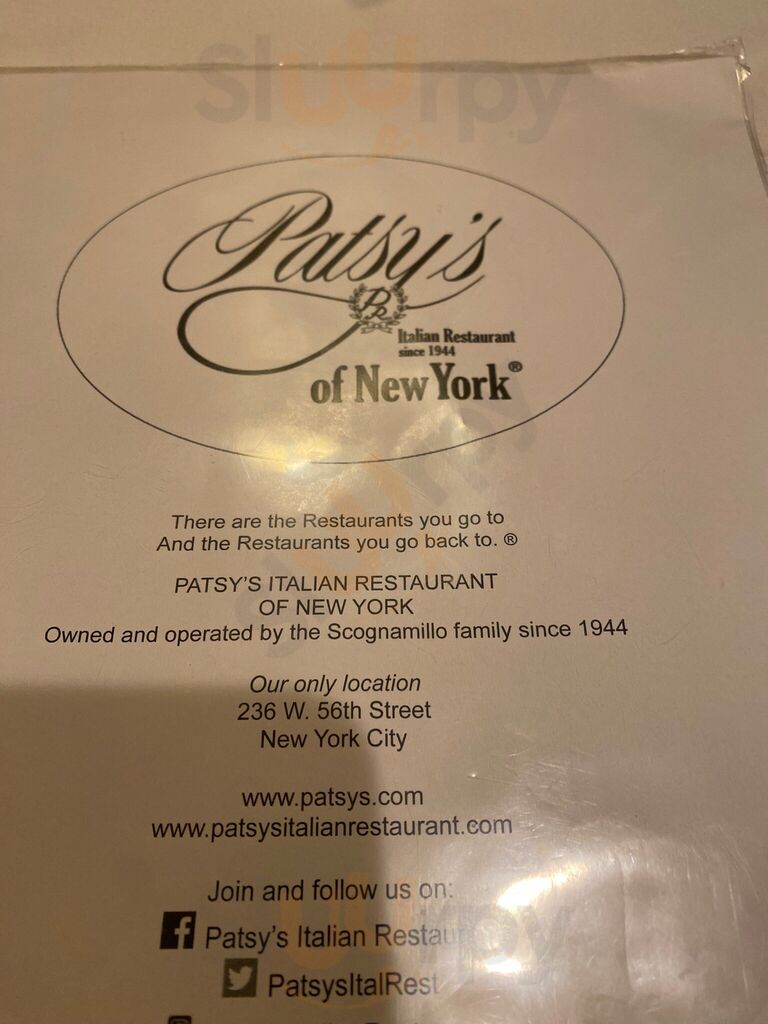 Sluurpy
Patsy's
PR
Italian Restaurant
since 1944
of New York®
There are the Restaurants you go to
And the Restaurants you go back to. ®
PATSY'S ITALIAN RESTAURANT
OF NEW YORK
Owned and operated by the Scognamillo family since 1944
Our only location
236 W. 56th Street
New York City
www.patsys.com
www.patsysitalianrestaurant.com
Join and follow us on:
Patsy's Italian Restaur
PatsysItalRest